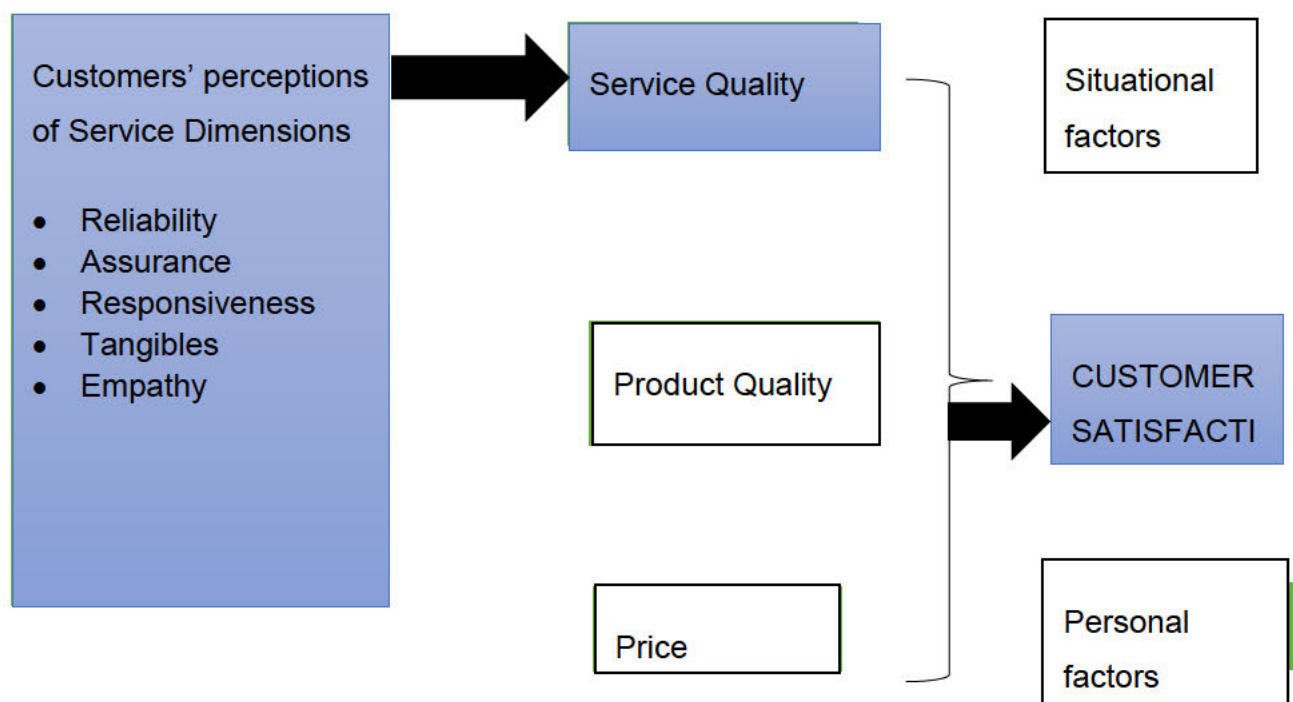 Customers’ perceptions
of Service Dimensions
• Reliability
• Assurance
• Responsiveness
• Tangibles
• Empathy
Service Quality
Product Quality
Price
Situational
factors
CUSTOMER
SATISFACTI
Personal
factors